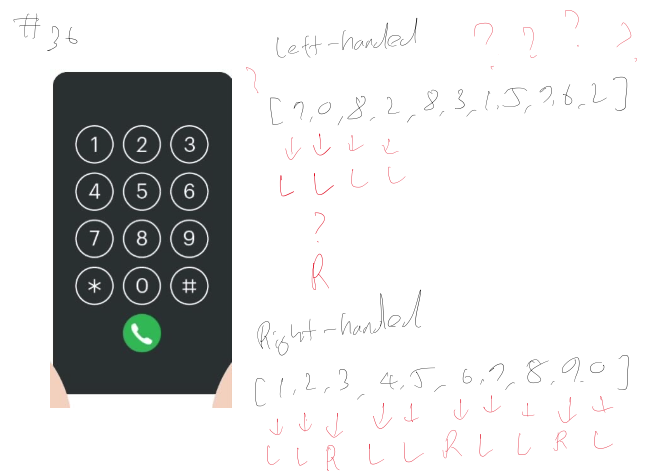 #36
Left-handed ? ? ? ?
?
[7,0,8,2,8,3,1,5,7,6,2]
↓ ↓ ↓ ↓
L L L L
?
R
1 2 3
4 5 6
7 8 9
* 0 #
Right-handed
[1,2,3,4,5,6,7,8,9,0]
↓ ↓ ↓ ↓ ↓ ↓ ↓ ↓ ↓ ↓
L L R L L R L L R L